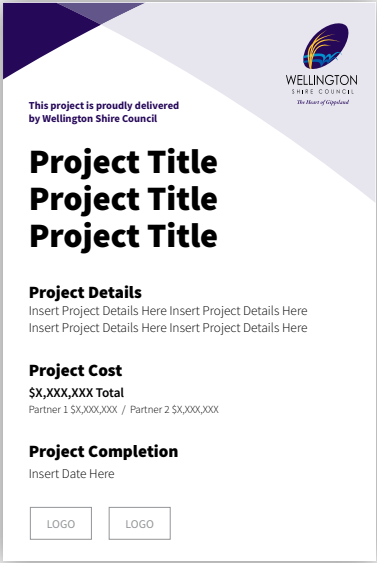 WELLINGTON
SHIRE COUNCIL
The Heart of Gippsland
This project is proudly delivered
by Wellington Shire Council
Project Title
Project Title
Project Title
Project Details
Insert Project Details Here Insert Project Details Here
Insert Project Details Here Insert Project Details Here
Project Cost
$X,XXX,XXX Total
Partner 1 $X,XXX,XXX / Partner 2 $X,XXX,XXX
Project Completion
Insert Date Here
LOGO LOGO